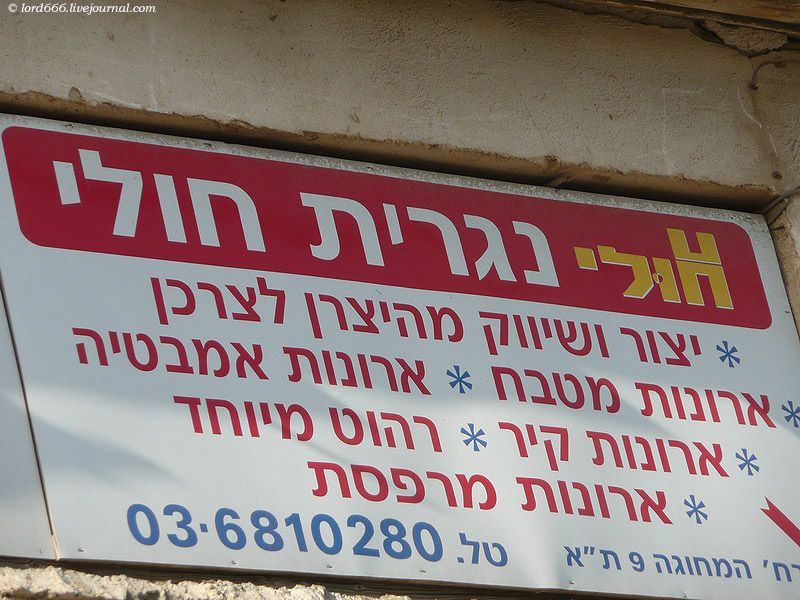 © lord666.livejournal.com
חולי נגרית חולי
* יצור ושיווק מהיצרן לצרכן
* ארונות מטבח * ארונות אמבטיה
* ארונות קיר * רהוט מיוחד
* ארונות מרפסת
רח' המחוגה 9 ת"א טל. 03-6810280